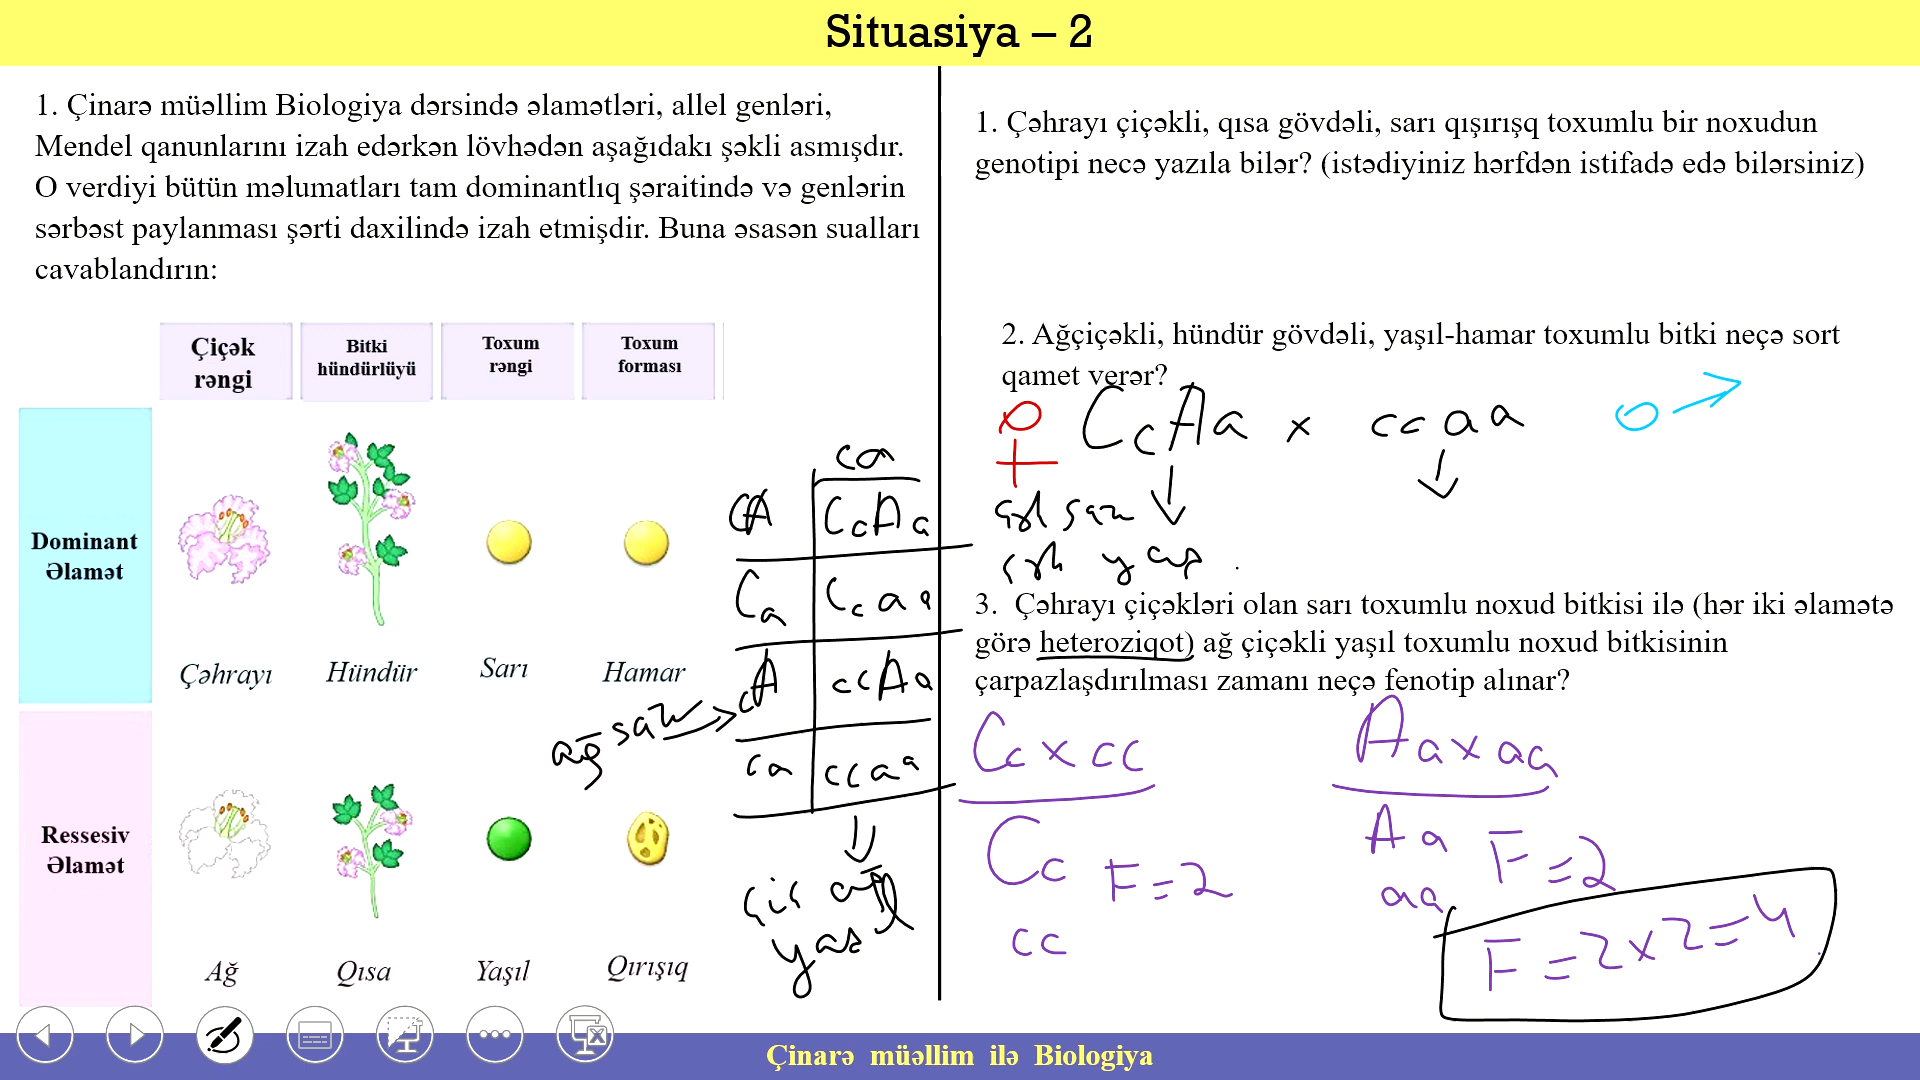 Situasiya – 2
1. Çinarə müəllim Biologiya dərsində əlamətləri, allel genləri,
Mendel qanunlarını izah edərkən lövhədən aşağıdakı şəkli asmışdır.
O verdiyi bütün məlumatları tam dominantlıq şəraitində və genlərin
sərbəst paylanması şərti daxilində izah etmişdir. Buna əsasən sualları
cavablandırın:
Çiçək
rəngi
Bitki
hündürlüyü
Toxum
rəngi
Toxum
forması
Dominant
Əlamət
Çəhrayı
Hündür
Sarı
Hamar
Ressesiv
Əlamət
Ağ
Qısa
Yaşıl
Qırışıq
ca
CA
CcAa
Ca
Ccaa
cA
ccAa
ca
ccaa
ağ sarı
yaşıl
1. Çəhrayı çiçəkli, qısa gövdəli, sarı qışırışq toxumlu bir noxudun
genotipi necə yazıla bilər? (istədiyiniz hərfdən istifadə edə bilərsiniz)
2. Ağçiçəkli, hündür gövdəli, yaşıl-hamar toxumlu bitki neçə sort
qamet verər?
CcAa x ccaa
3. Çəhrayı çiçəkləri olan sarı toxumlu noxud bitkisi ilə (hər iki əlamətə
görə heteroziqot) ağ çiçəkli yaşıl toxumlu noxud bitkisinin
çarpazlaşdırılması zamanı neçə fenotip alınar?
Cc x cc
Cc
cc
F=2
Aa x aa
Aa
aa
F=2
F=2x2=4
Çinarə müəllim ilə Biologiya